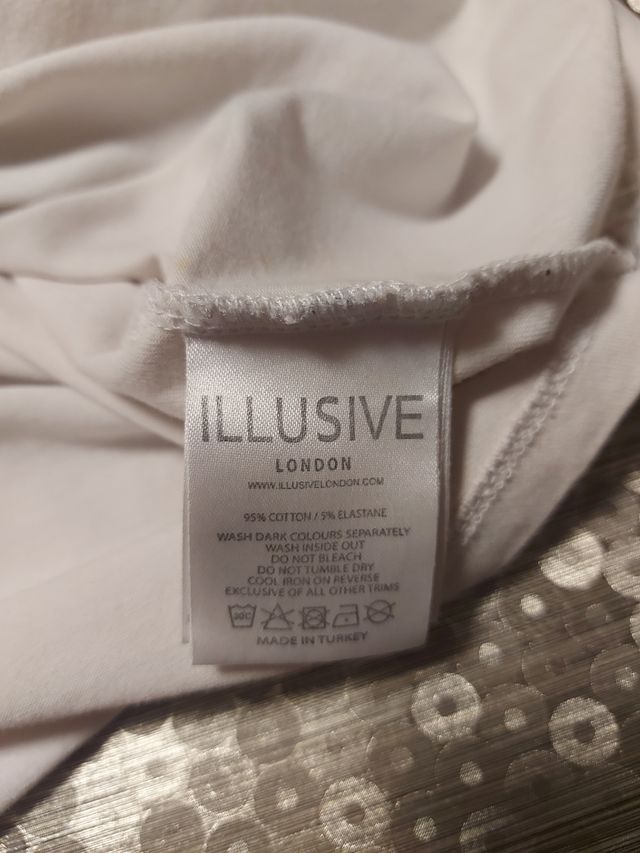 ILLUSIVE
LONDON
WWW.ILLUSIVELONDON.COM
95% COTTON / 5% ELASTANE
WASH DARK COLOURS SEPARATELY
WASH INSIDE OUT
DO NOT BLEACH
DO NOT TUMBLE DRY
COOL IRON ON REVERSE
EXCLUSIVE OF ALL OTHER TRIMS
30C
MADE IN TURKEY